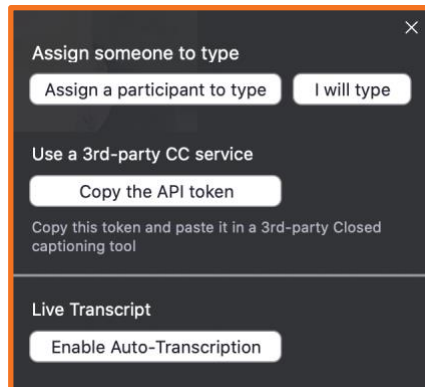 Assign someone to type
Assign a participant to type
I will type
Use a 3rd-party CC service
Copy the API token
Copy this token and paste it in a 3rd-party Closed
captioning tool
Live Transcript
Enable Auto-Transcription